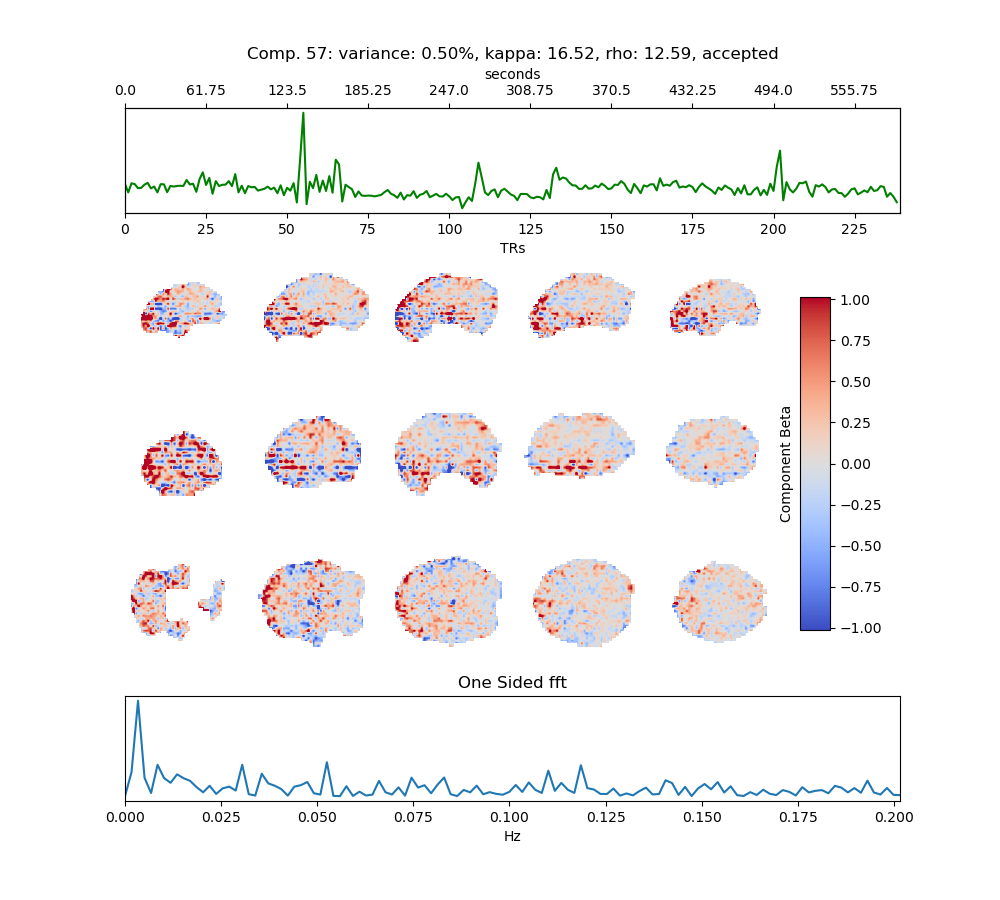 Comp. 57: variance: 0.50%, kappa: 16.52, rho: 12.59, accepted
seconds
0.0 61.75 123.5 185.25 247.0 308.75 370.5 432.25 494.0 555.75
0 25 50 75 100 125 150 175 200 225
TRs
1.00
0.75
0.50
0.25
0.00
−0.25
−0.50
−0.75
−1.00
Component Beta
One Sided fft
0.000 0.025 0.050 0.075 0.100 0.125 0.150 0.175 0.200
Hz